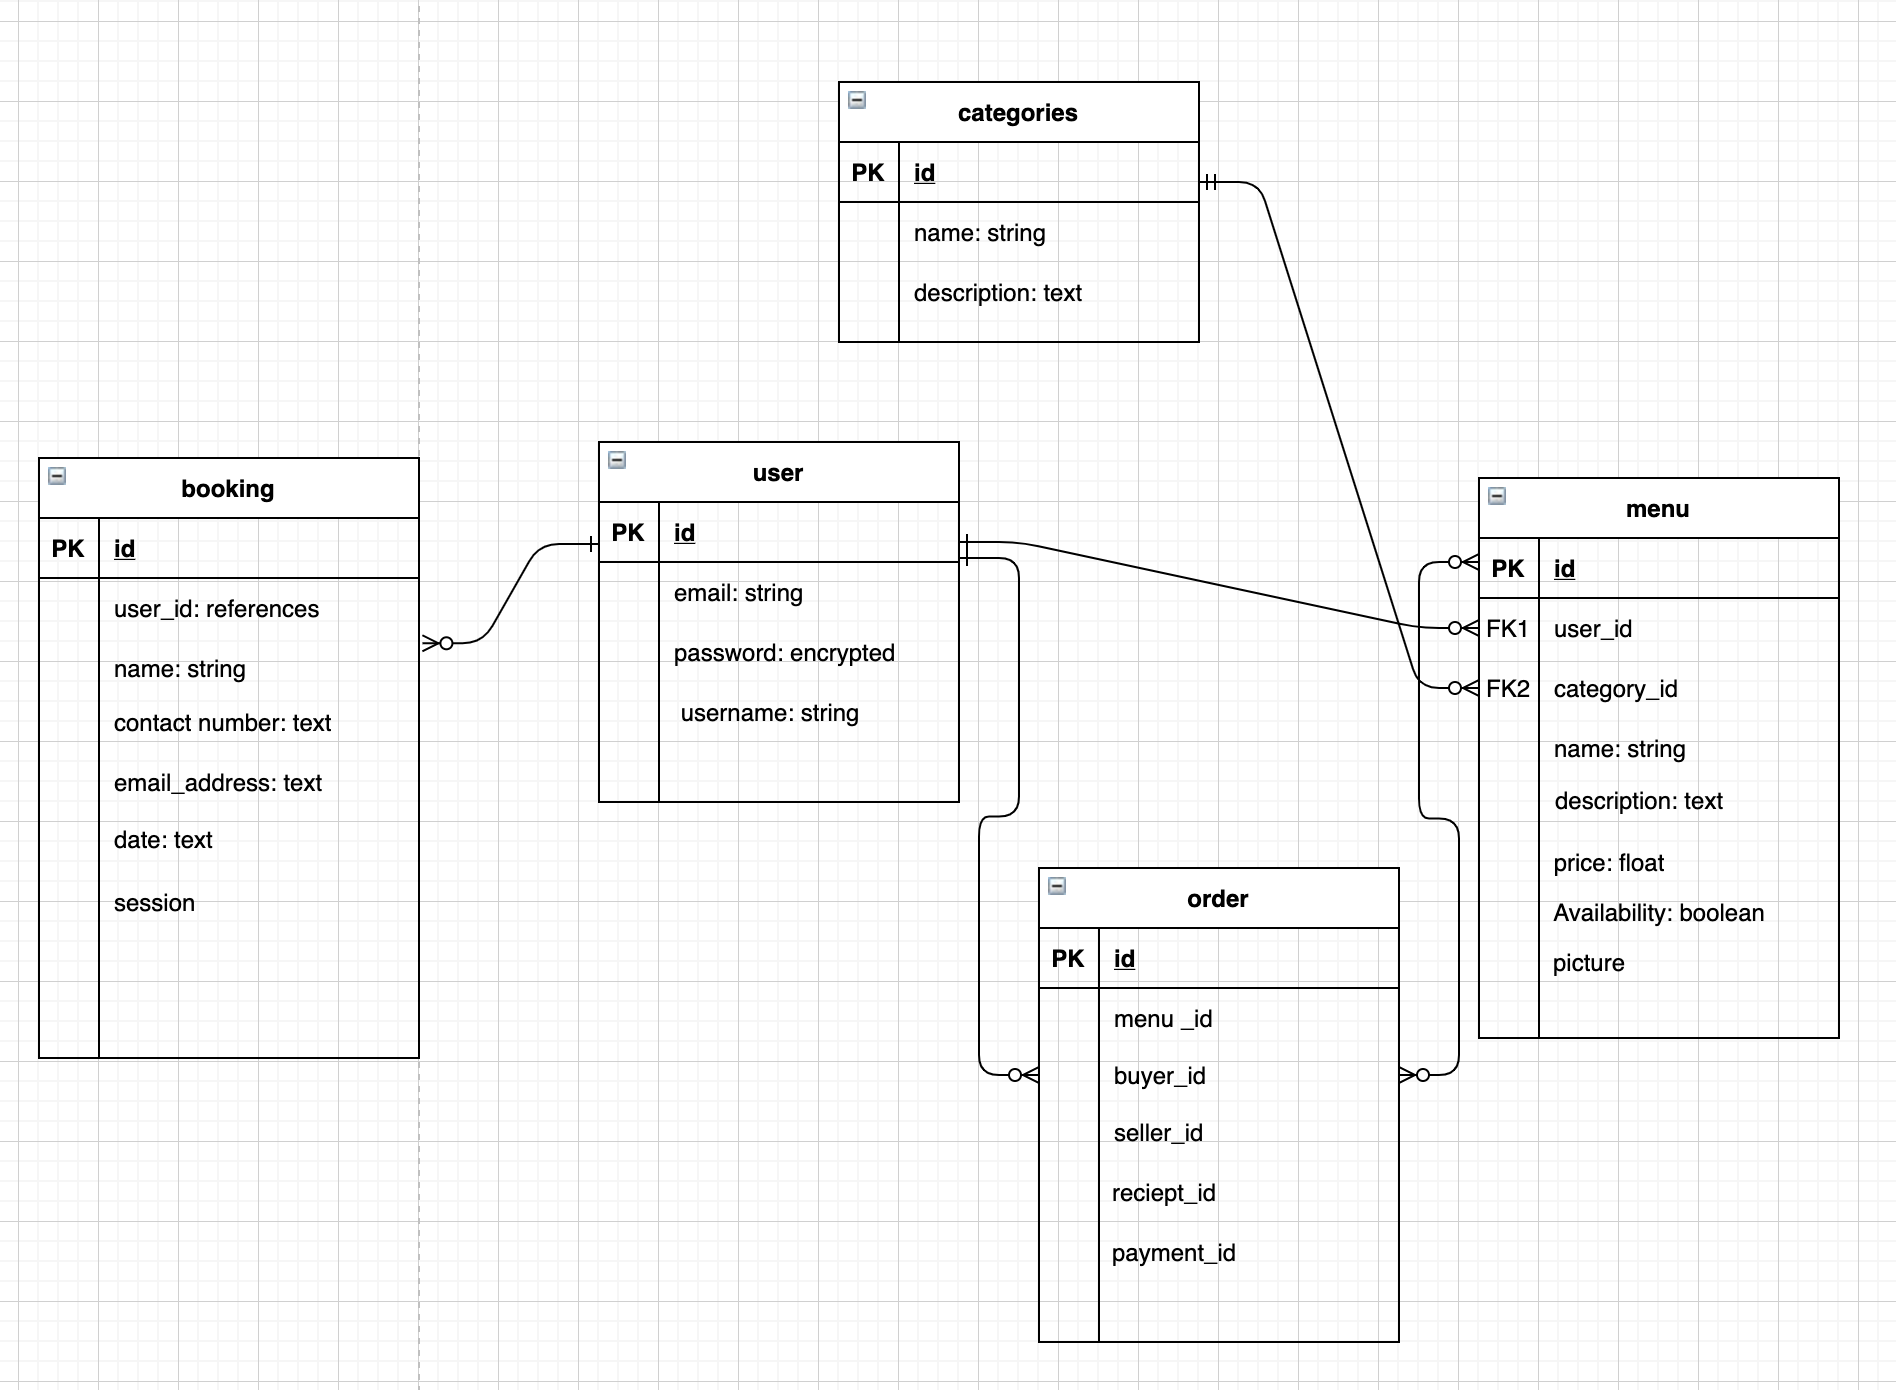 categories
PK id
name: string
description: text
booking
PK id
user_id: references
name: string
contact number: text
email_address: text
date: text
session
user
PK id
email: string
password: encrypted
username: string
menu
PK id
FK1 user_id
FK2 category_id
name: string
description: text
price: float
Availability: boolean
picture
order
PK id
menu _id
buyer_id
seller_id
reciept_id
payment_id